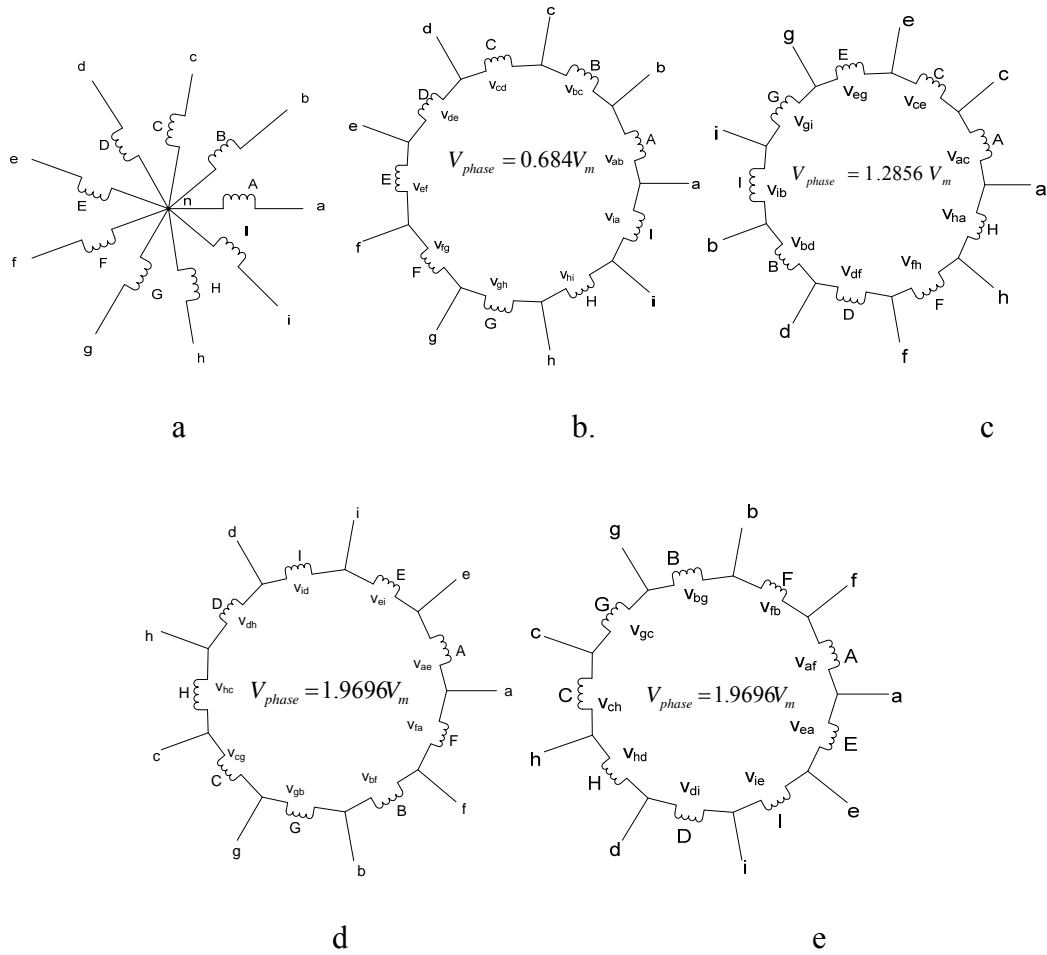 d
c
b
e
D
C
B
A
n
a
E
F
I
G
H
f
g
h
i
c
d
C
b
B
v_cd
v_bc
D
v_de
A
e
V_phase = 0.684V_m
v_ab
E
a
v_ef
v_ia
I
f
v_fg
v_hi
F
v_gh
H
G
i
g
h
e
g
E
c
C
v_eg
v_ce
G
v_gi
A
i
v_ac
V_phase = 1.2856 V_m
I
v_ib
a
v_ha
H
b
v_bd
B
v_df
v_fh
D
F
h
d
f
a
b.
c
i
d
I
e
E
v_id
v_ei
D
v_dh
A
h
v_ae
H
v_hc
V_phase = 1.9696V_m
a
v_fa
F
c
v_cg
C
v_gb
v_bf
G
B
f
g
b
b
g
B
F
f
v_bg
v_fb
G
v_gc
A
c
v_af
C
v_ch
V_phase = 1.9696V_m
a
v_ea
E
h
v_hd
H
v_di
v_ie
D
I
e
d
i
d
e